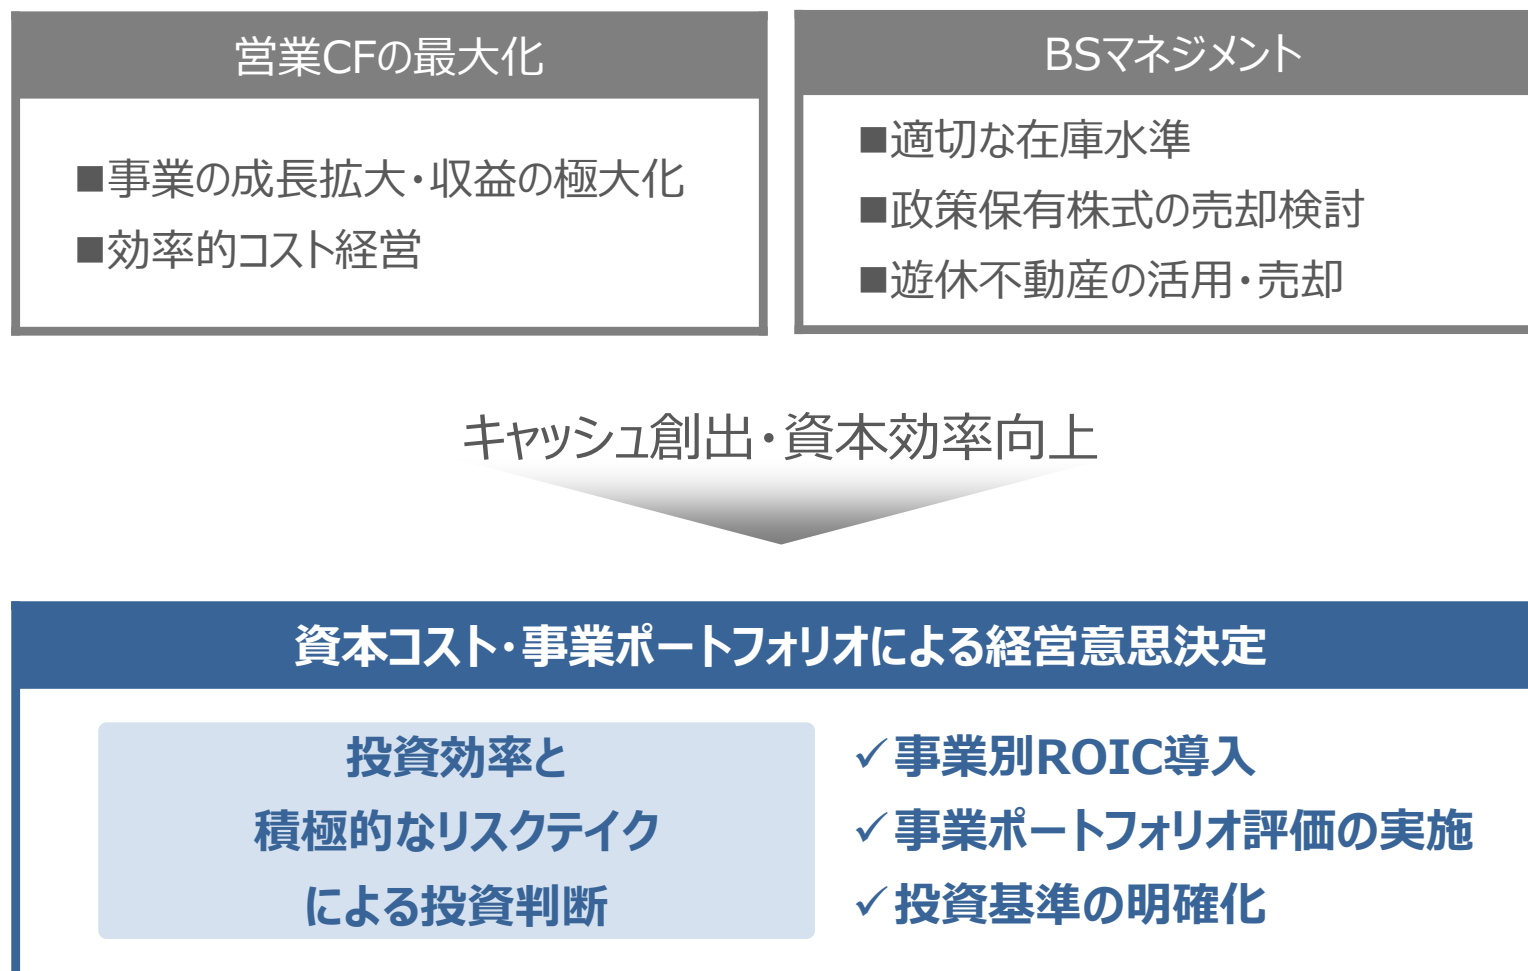 営業CFの最大化
■事業の成長拡大・収益の極大化
■効率的コスト経営
BSマネジメント
■適切な在庫水準
■政策保有株式の売却検討
■遊休不動産の活用・売却
キャッシュ創出・資本効率向上
資本コスト・事業ポートフォリオによる経営意思決定
投資効率と
積極的なリスクテイク
による投資判断
✓事業別ROIC導入
✓事業ポートフォリオ評価の実施
✓投資基準の明確化